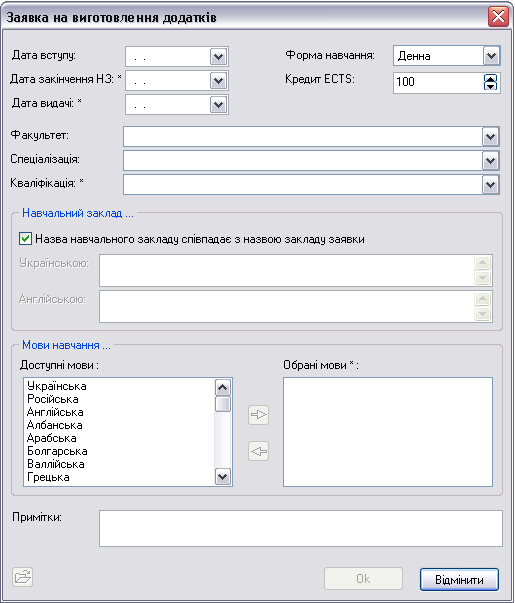 Заявка на виготовлення додатків
Дата вступу: . .
Форма навчання: Денна
Дата закінчення НЗ: * . .
Кредит ECTS: 100
Дата видачі: * . .
Факультет:
Спеціалізація:
Кваліфікація: *
Навчальний заклад ...
Назва навчального закладу співпадає з назвою закладу заявки
Українською:
Англійською:
Мови навчання ...
Доступні мови :
Обрані мови * :
Українська
Російська
Англійська
Албанська
Арабська
Болгарська
Валлійська
Грецька
Примітки:
Ok
Відмінити